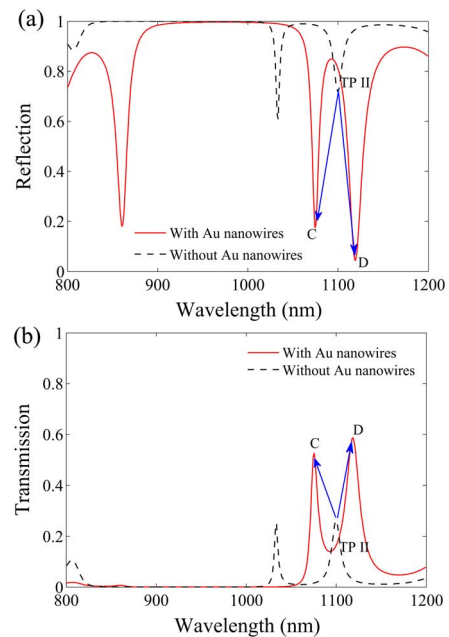 (a)
1
0.8
0.6
0.4
0.2
0
Reflection
TP II
C
D
With Au nanowires
Without Au nanowires
800
900
1000
1100
1200
Wavelength (nm)
(b)
1
0.8
0.6
0.4
0.2
0
Transmission
With Au nanowires
Without Au nanowires
C
D
TP II
800
900
1000
1100
1200
Wavelength (nm)